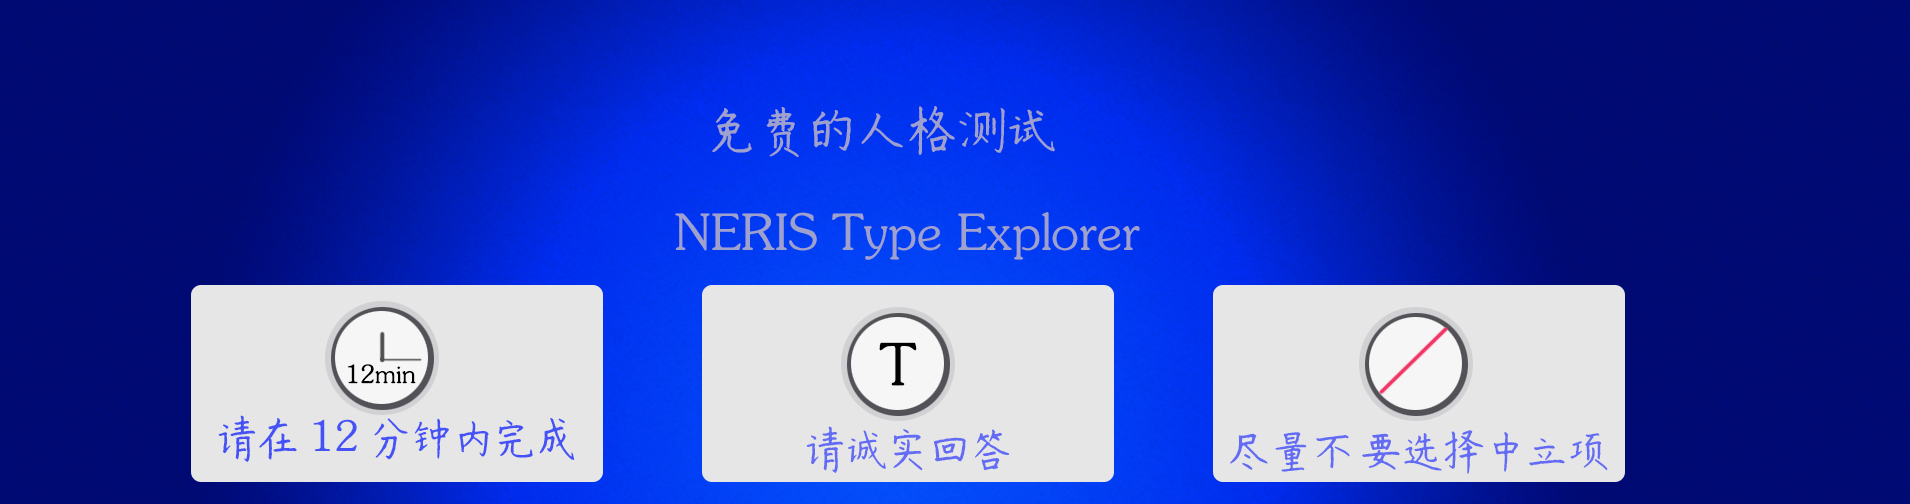 免费的人格测试
NERIS Type Explorer
12min
请在 12 分钟内完成
T
请诚实回答
尽量不要选择中立项